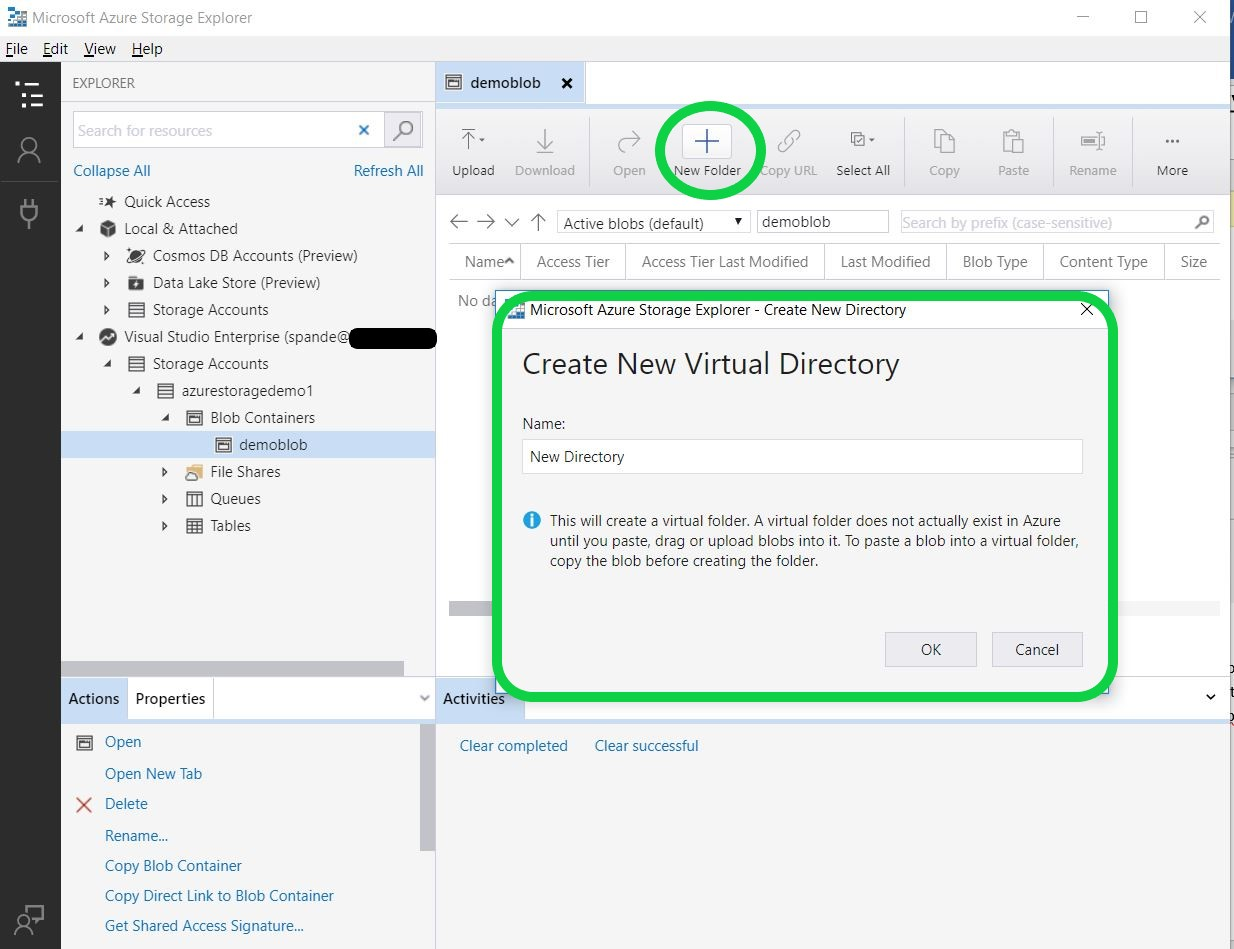 Microsoft Azure Storage Explorer
File Edit View Help
EXPLORER
Search for resources
Collapse All Refresh All
Quick Access
Local & Attached
Cosmos DB Accounts (Preview)
Data Lake Store (Preview)
Storage Accounts
Visual Studio Enterprise (spande@
Storage Accounts
azurestoragedemo1
Blob Containers
demoblob
File Shares
Queues
Tables
Actions Properties
Open
Open New Tab
Delete
Rename...
Copy Blob Container
Copy Direct Link to Blob Container
Get Shared Access Signature...
demoblob
Upload Download Open New Folder Copy URL Select All Copy Paste Rename More
Active blobs (default) demoblob Search by prefix (case-sensitive)
Name Access Tier Access Tier Last Modified Last Modified Blob Type Content Type Size
No da
Microsoft Azure Storage Explorer - Create New Directory
Create New Virtual Directory
Name:
New Directory
This will create a virtual folder. A virtual folder does not actually exist in Azure
until you paste, drag or upload blobs into it. To paste a blob into a virtual folder,
copy the blob before creating the folder.
OK Cancel
Activities
Clear completed Clear successful